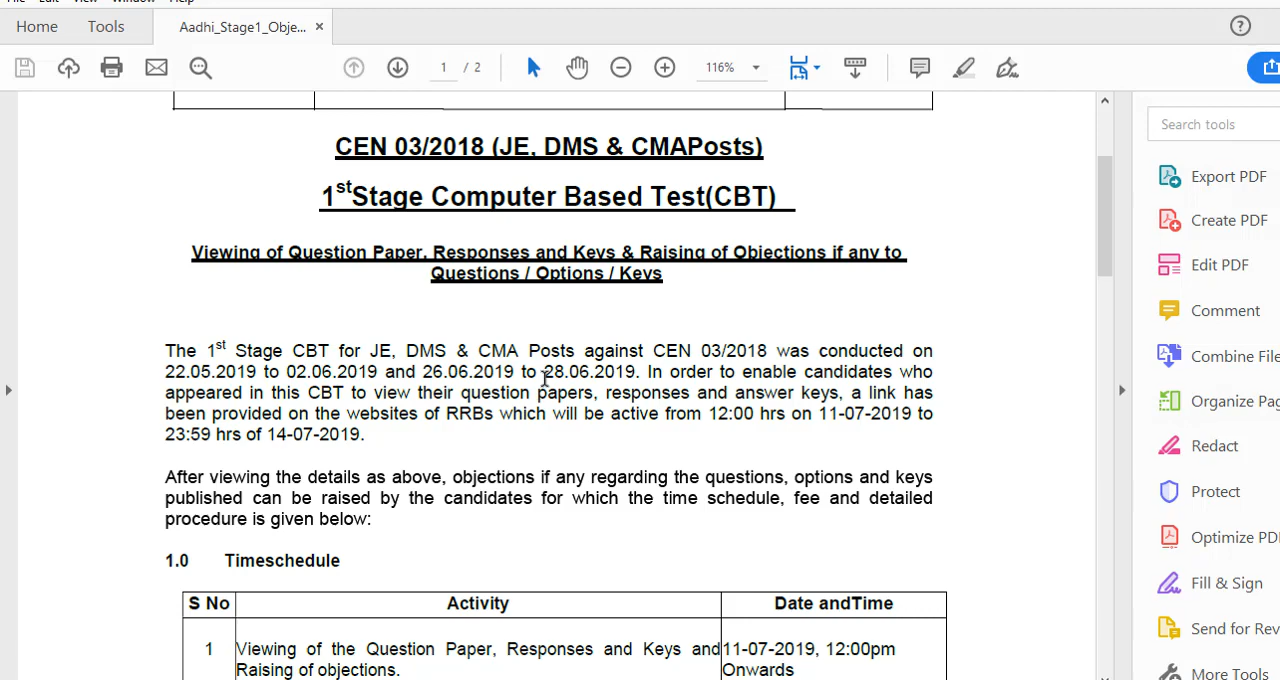 File Edit View Window Help
Home Tools Aadhi_Stage1_Obje... ×
1 / 2 116%
CEN 03/2018 (JE, DMS & CMAPosts)
1stStage Computer Based Test(CBT)
Viewing of Question Paper, Responses and Keys & Raising of Objections if any to
Questions / Options / Keys
The 1st Stage CBT for JE, DMS & CMA Posts against CEN 03/2018 was conducted on
22.05.2019 to 02.06.2019 and 26.06.2019 to 28.06.2019. In order to enable candidates who
appeared in this CBT to view their question papers, responses and answer keys, a link has
been provided on the websites of RRBs which will be active from 12:00 hrs on 11-07-2019 to
23:59 hrs of 14-07-2019.
After viewing the details as above, objections if any regarding the questions, options and keys
published can be raised by the candidates for which the time schedule, fee and detailed
procedure is given below:
1.0 Timeschedule
S No Activity Date andTime
1 Viewing of the Question Paper, Responses and Keys and 11-07-2019, 12:00pm
Raising of objections. Onwards
Search tools
Export PDF
Create PDF
Edit PDF
Comment
Combine File
Organize Pag
Redact
Protect
Optimize PD
Fill & Sign
Send for Rev
More Tools